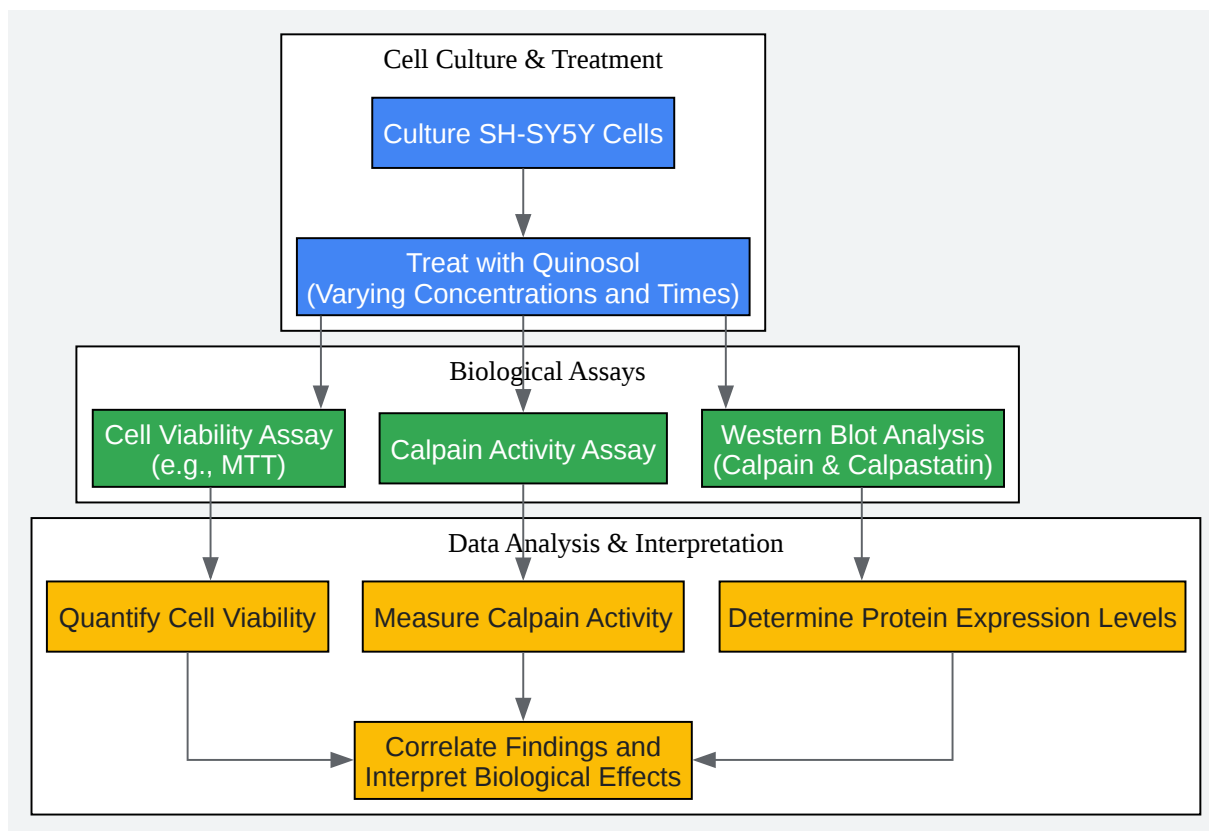 Cell Culture & Treatment
Culture SH-SY5Y Cells
Treat with Quinosol
(Varying Concentrations and Times)
Biological Assays
Cell Viability Assay
(e.g., MTT)
Calpain Activity Assay
Western Blot Analysis
(Calpain & Calpastatin)
Data Analysis & Interpretation
Quantify Cell Viability
Measure Calpain Activity
Determine Protein Expression Levels
Correlate Findings and
Interpret Biological Effects